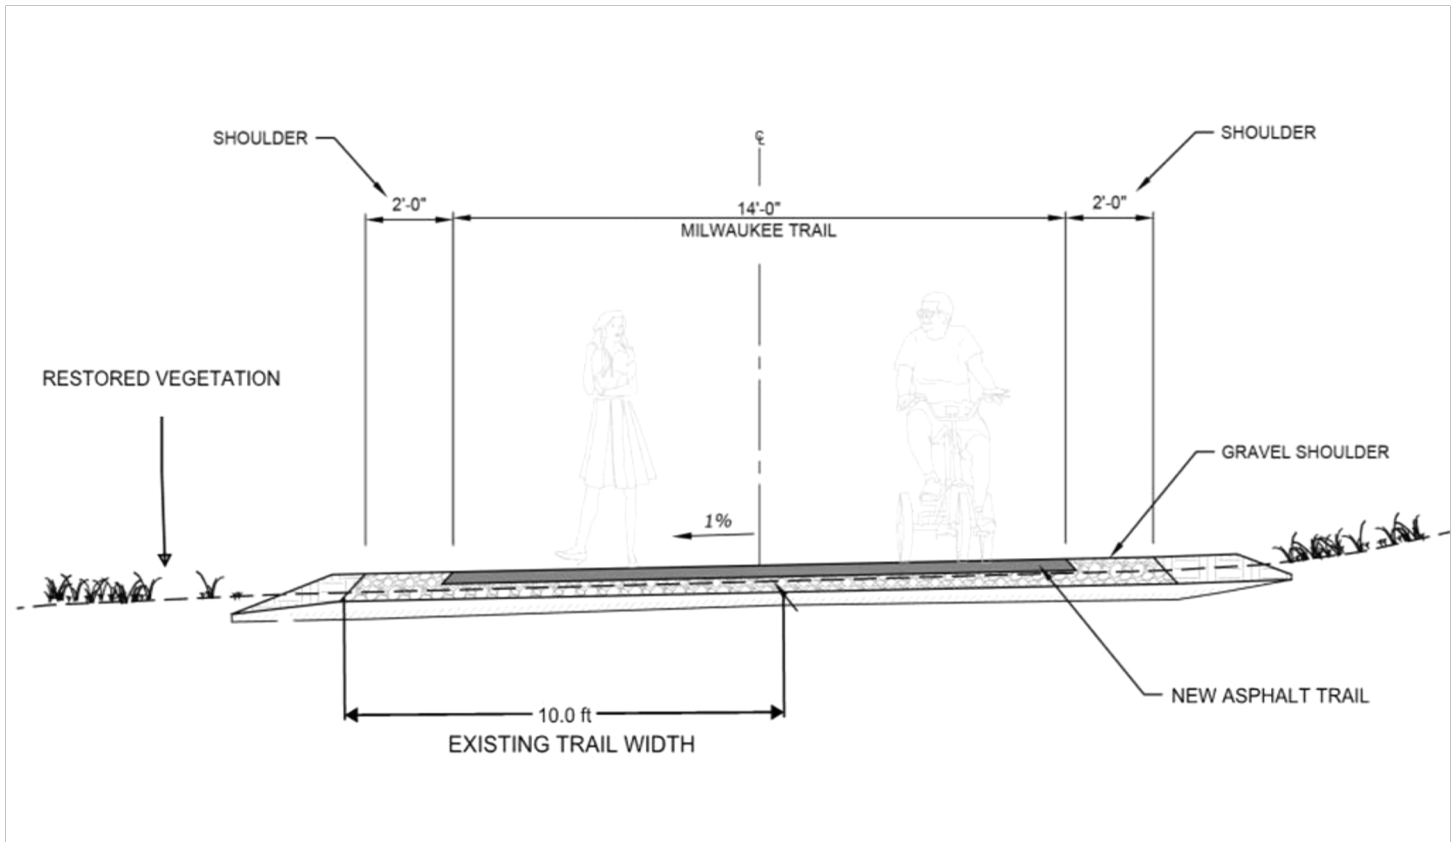 SHOULDER
℄
SHOULDER
2'-0"
14'-0"
2'-0"
MILWAUKEE TRAIL
RESTORED VEGETATION
GRAVEL SHOULDER
1%
NEW ASPHALT TRAIL
10.0 ft
EXISTING TRAIL WIDTH